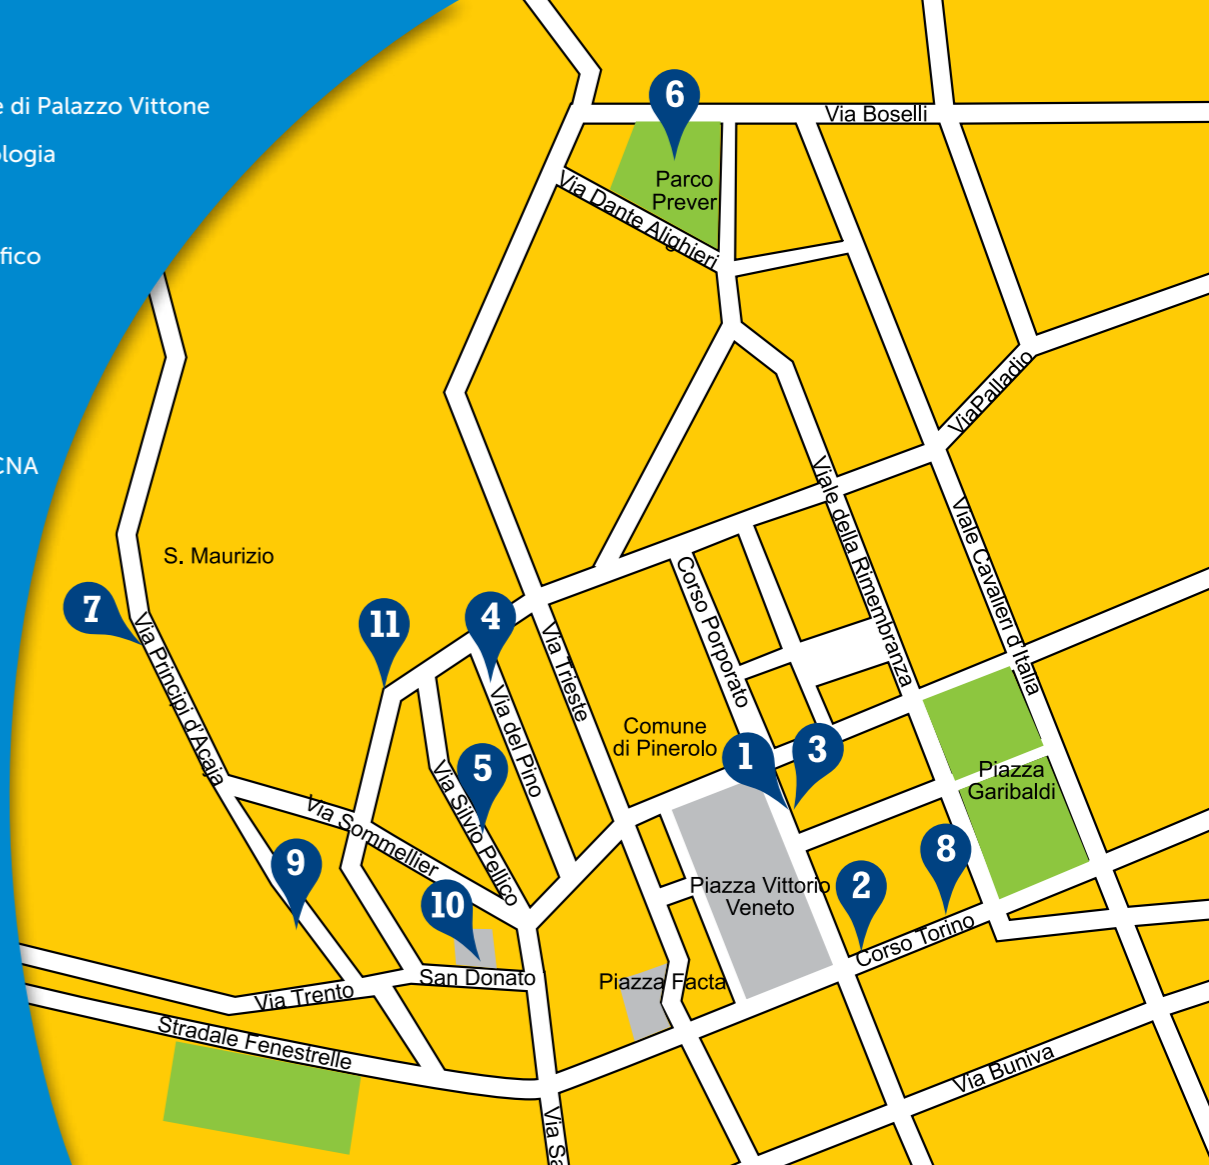 e di Palazzo Vittone
logia
fico
CNA
6
Via Boselli
Parco
Prever
Via Dante Alighieri
ViaPalladio
Viale della Rimembranza
Viale Cavalieri d'Italia
S. Maurizio
7
11
4
Corso Porporato
Via Principi d'Acaja
Via Trieste
Via del Pino
Comune
di Pinerolo
1
3
5
Via Silvio Pellico
Piazza
Garibaldi
Via Sommellier
9
8
10
Piazza Vittorio
Veneto
2
Corso Torino
San Donato
Piazza Facta
Via Trento
Stradale Fenestrelle
Via Buniva
Via Sa